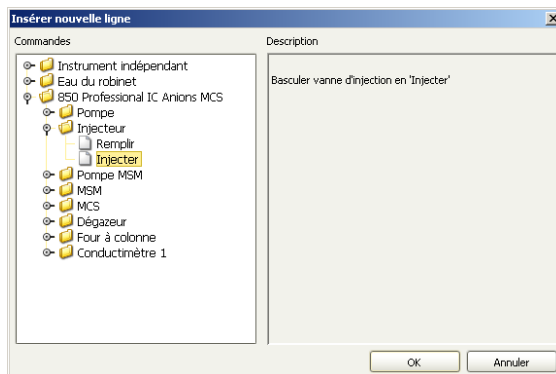 Insérer nouvelle ligne
Commandes
Description
Instrument indépendant
Eau du robinet
850 Professional IC Anions MCS
Pompe
Injecteur
Remplir
Injecter
Pompe MSM
MSM
MCS
Dégazeur
Four à colonne
Conductimètre 1
Basculer vanne d'injection en 'Injecter'
OK
Annuler